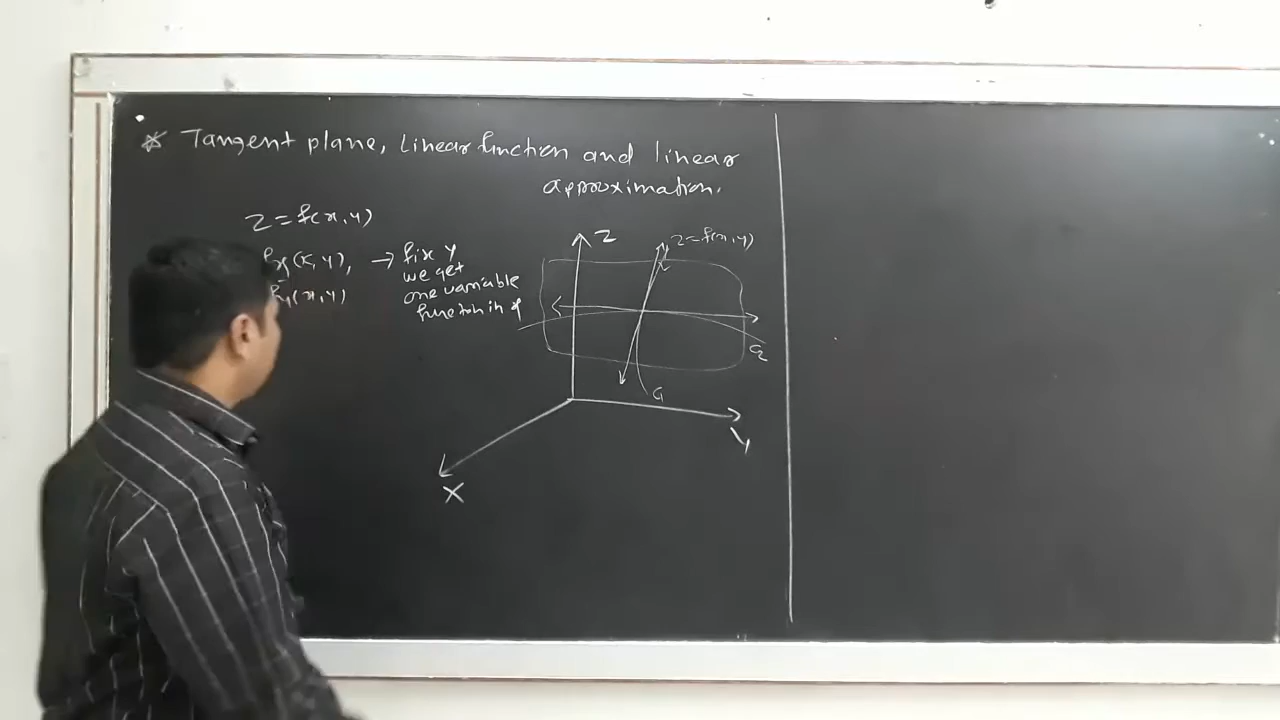 * Tangent plane, Linear function and linear
approximation.
z = f(x,y)
fx(x,y), → fix y
we get
one variable
function in x
fy(x,y)
Z
z=f(x,y)
C2
C1
Y
X